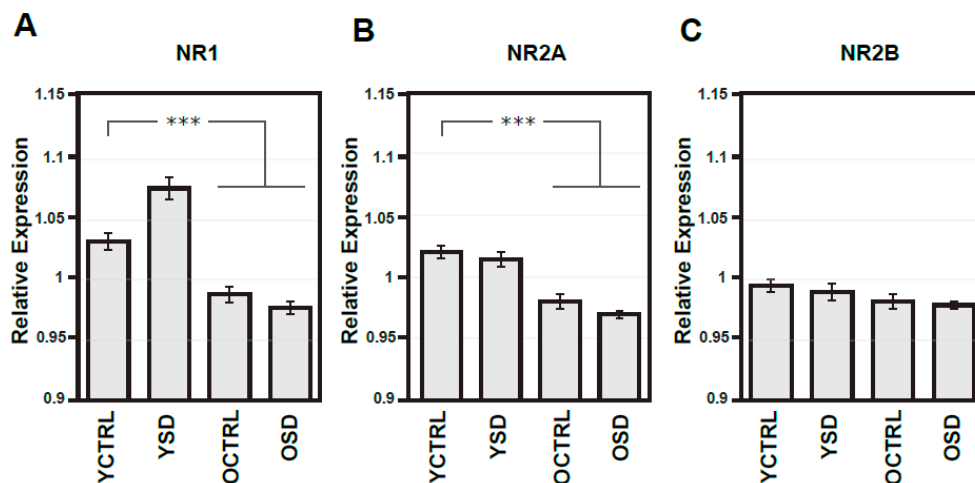 A
NR1
Relative Expression
1.15
1.1
1.05
1
0.95
0.9
***
YCTRL
YSD
OCTRL
OSD
B
NR2A
Relative Expression
1.15
1.1
1.05
1
0.95
0.9
***
YCTRL
YSD
OCTRL
OSD
C
NR2B
Relative Expression
1.15
1.1
1.05
1
0.95
0.9
YCTRL
YSD
OCTRL
OSD